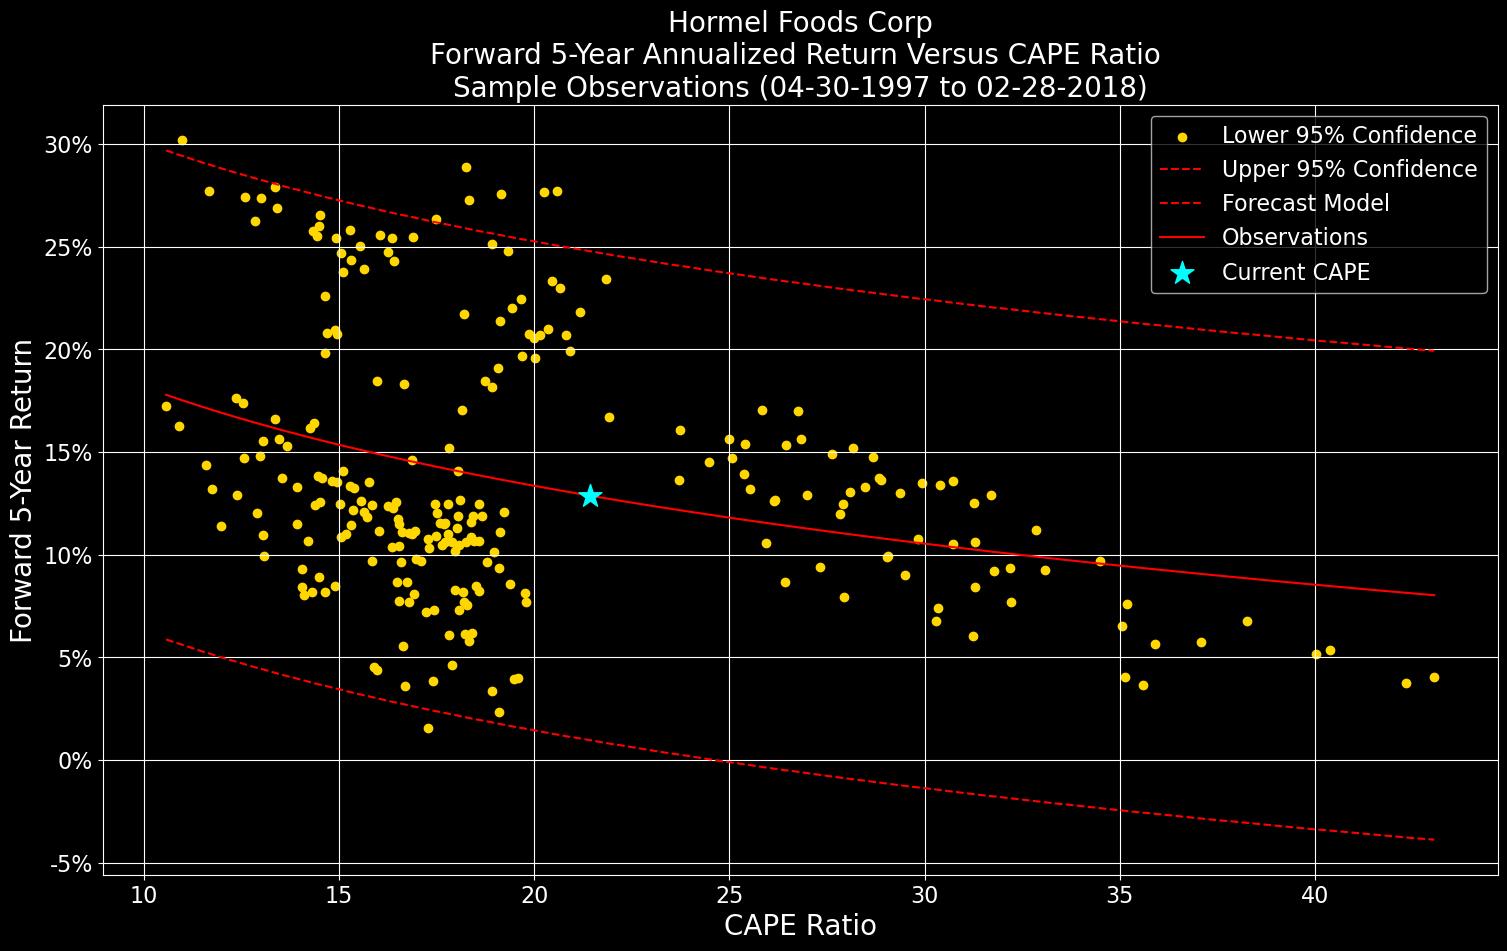 Hormel Foods Corp
Forward 5-Year Annualized Return Versus CAPE Ratio
Sample Observations (04-30-1997 to 02-28-2018)
Lower 95% Confidence
Upper 95% Confidence
Forecast Model
Observations
Current CAPE
Forward 5-Year Return
30%
25%
20%
15%
10%
5%
0%
-5%
10
15
20
25
30
35
40
CAPE Ratio